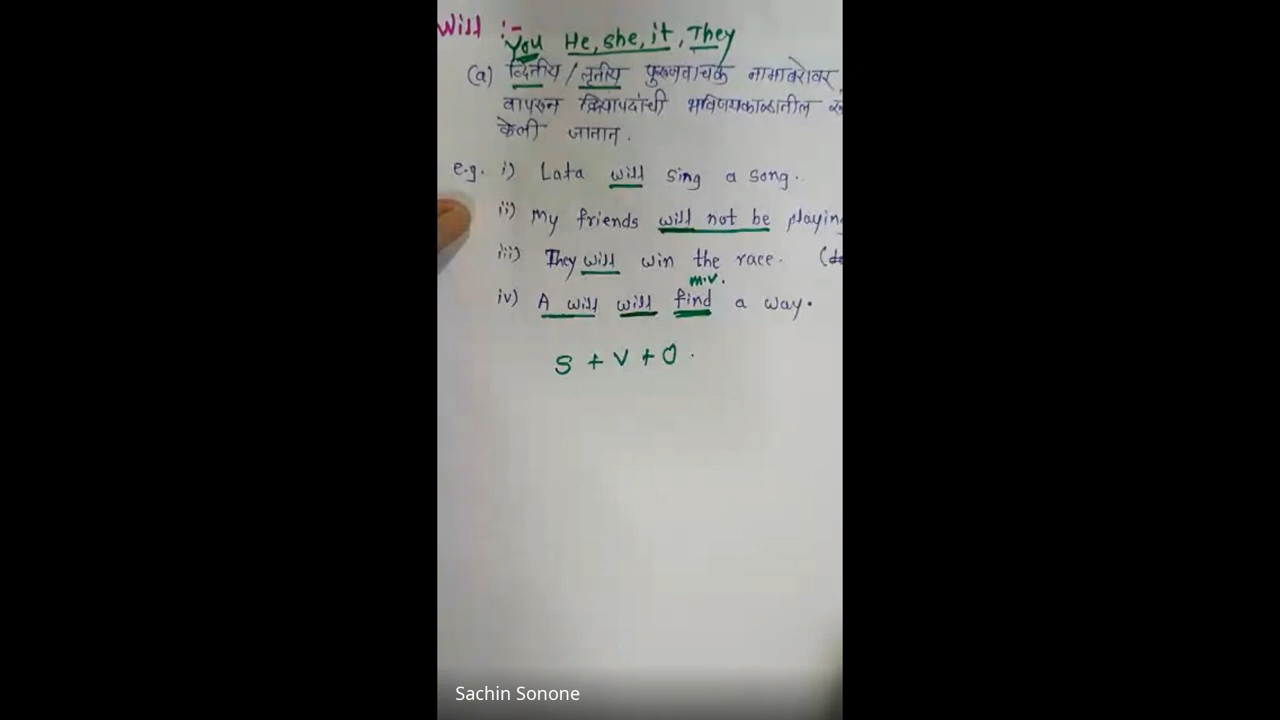 Will :-
You He, she, it, They
(a) द्वितीय / तृतीय पुरुषवाचक नामाबरोबर
वापरुन क्रियापदांची भविष्यकाळातील
केली जातात.
e.g. i) Lata will sing a song.
ii) My friends will not be playin
iii) They will win the race. (
m.v.
iv) A will will find a way.
S + V + O.
Sachin Sonone